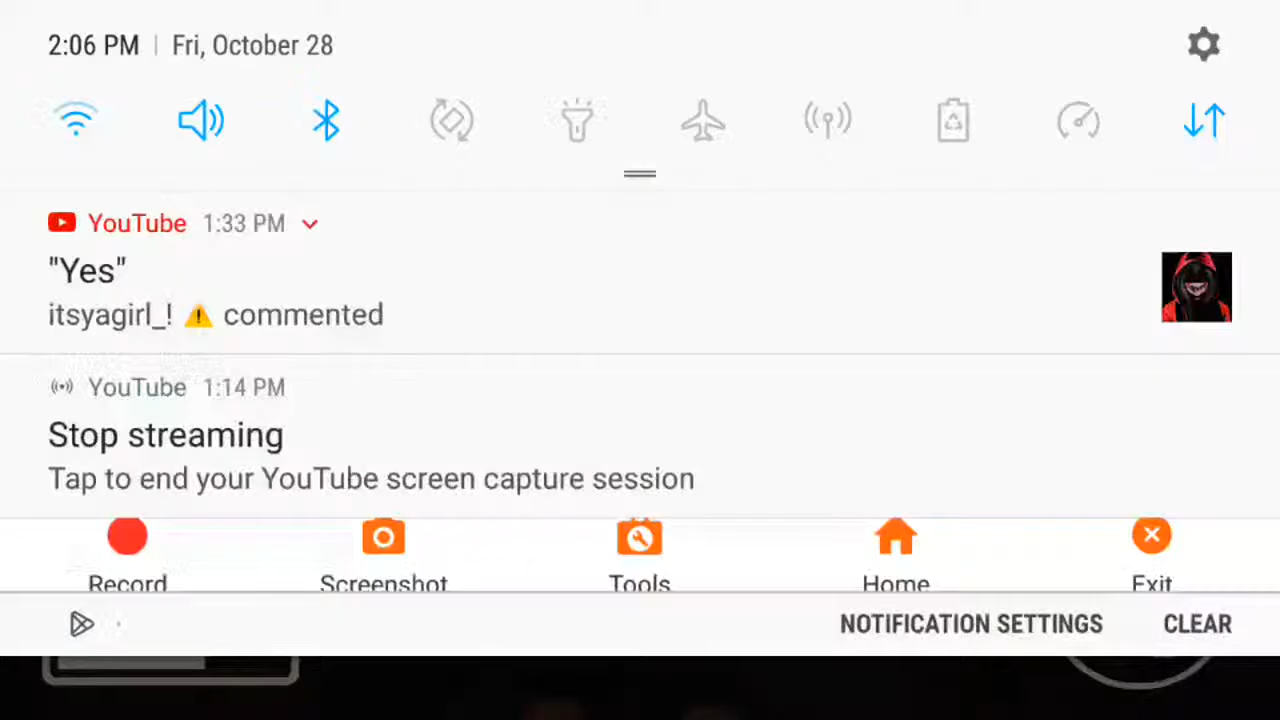 2:06 PM | Fri, October 28
YouTube 1:33 PM
"Yes"
itsyagirl_! ⚠️ commented
YouTube 1:14 PM
Stop streaming
Tap to end your YouTube screen capture session
Record Screenshot Tools Home Exit
NOTIFICATION SETTINGS CLEAR